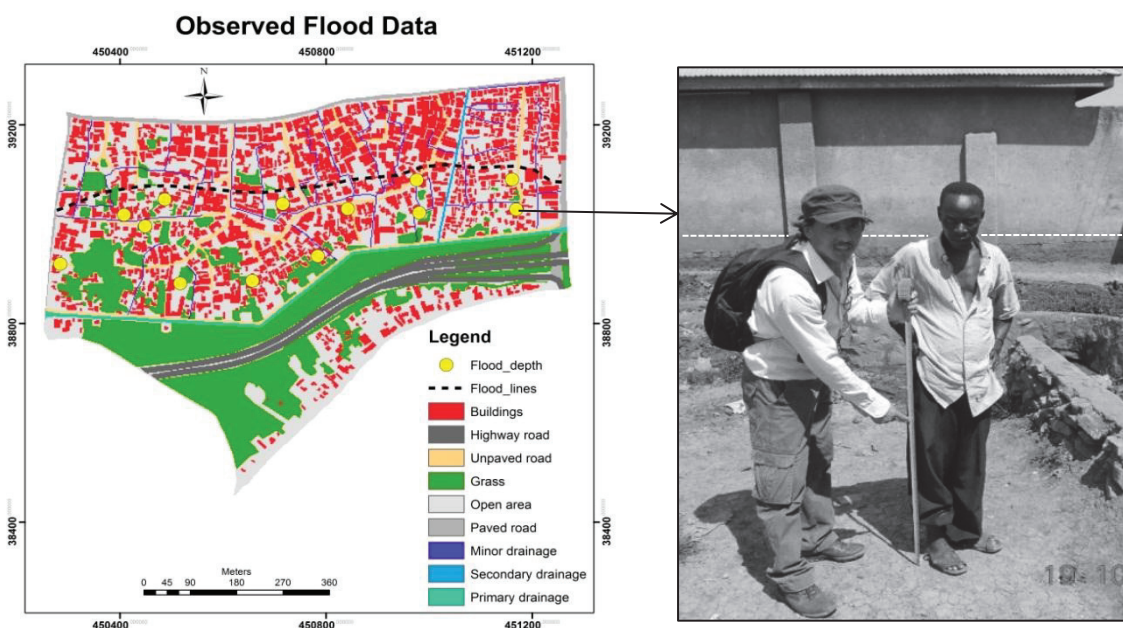 Observed Flood Data
450400 450800 451200
N
39200
39200
38800
38800
38400
38400
Legend
Flood_depth
Flood_lines
Buildings
Highway road
Unpaved road
Grass
Open area
Paved road
Minor drainage
Secondary drainage
Primary drainage
Meters
0 45 90 180 270 360
450400 450800 451200